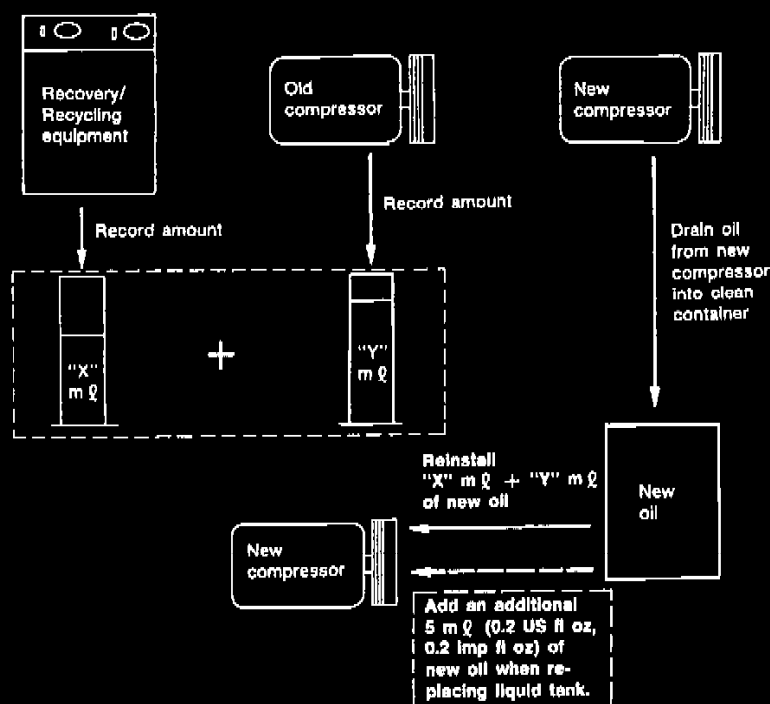 Recovery/
Recycling
equipment
Old
compressor
New
compressor
Record amount
Record amount
Drain oil
from new
compressor
into clean
container
"X"
m ℓ
+
"Y"
m ℓ
Reinstall
"X" m ℓ + "Y" m ℓ
of new oil
New
oil
New
compressor
Add an additional
5 m ℓ (0.2 US fl oz,
0.2 imp fl oz) of
new oil when re-
placing liquid tank.